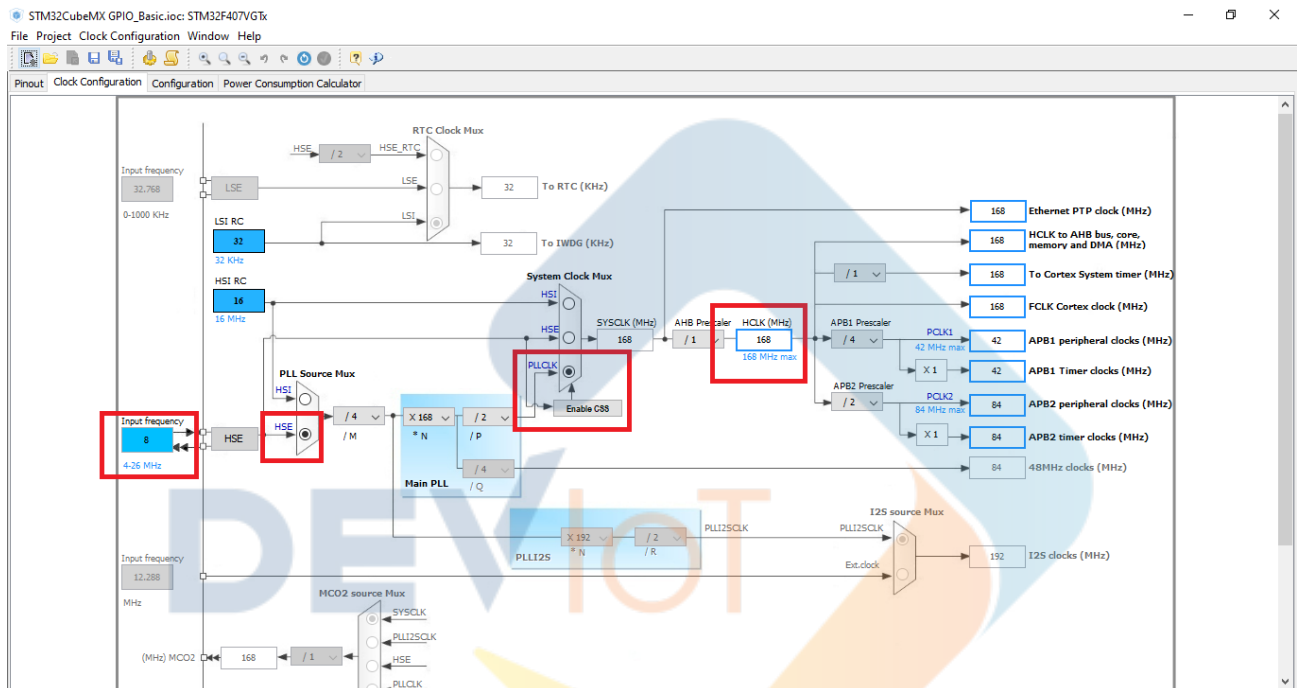 STM32CubeMX GPIO_Basic.ioc: STM32F407VGTx
File Project Clock Configuration Window Help
Pinout Clock Configuration Configuration Power Consumption Calculator
RTC Clock Mux
HSE / 2 HSE_RTC
Input frequency
32.768 LSE LSE 32 To RTC (KHz)
0-1000 KHz
LSI RC LSI
32 32 To IWDG (KHz)
32 KHz
168 Ethernet PTP clock (MHz)
168 HCLK to AHB bus, core,
memory and DMA (MHz)
HSI RC System Clock Mux
/ 1 168 To Cortex System timer (MHz)
16 HSI
16 MHz
168 FCLK Cortex clock (MHz)
SYSCLK (MHz) AHB Prescaler HCLK (MHz) APB1 Prescaler
HSE 168 / 1 168 / 4 PCLK1 42 APB1 peripheral clocks (MHz)
168 MHz max 42 MHz max
PLL Source Mux PLLCLK X 1 42 APB1 Timer clocks (MHz)
HSI APB2 Prescaler
Enable CSS / 2 PCLK2 84 APB2 peripheral clocks (MHz)
84 MHz max
Input frequency / 4 X 168 / 2
8 HSE HSE / M * N / P X 1 84 APB2 timer clocks (MHz)
4-26 MHz
/ 4 84 48MHz clocks (MHz)
Main PLL / Q
DEVIOT
I2S source Mux
X 192 / 2 PLLI2SCLK PLLI2SCLK
PLLI2S * N / R 192 I2S clocks (MHz)
Input frequency Ext.clock
12.288
MHz
MCO2 source Mux
SYSCLK
PLLI2SCLK
(MHz) MCO2 168 / 1 HSE
PLLCLK